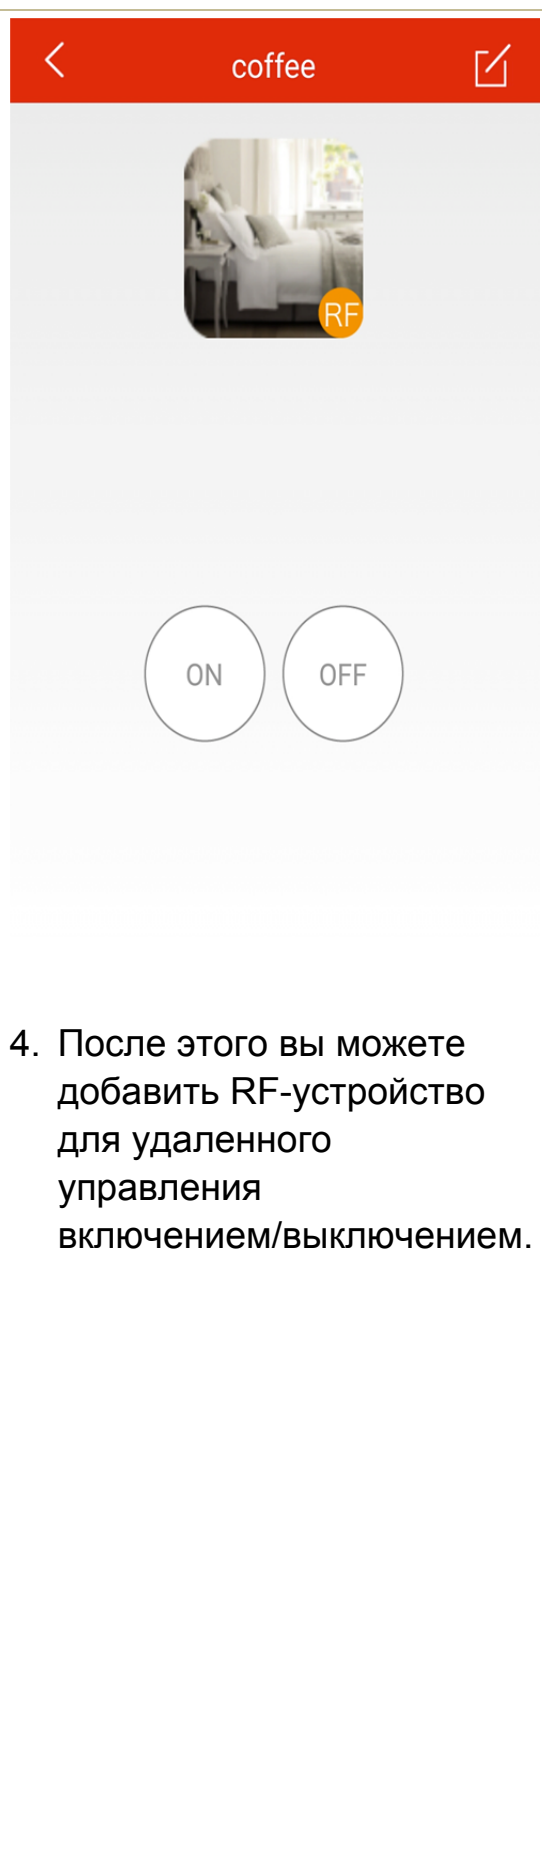 coffee
RF
ON OFF
4. После этого вы можете
добавить RF-устройство
для удаленного
управления
включением/выключением.